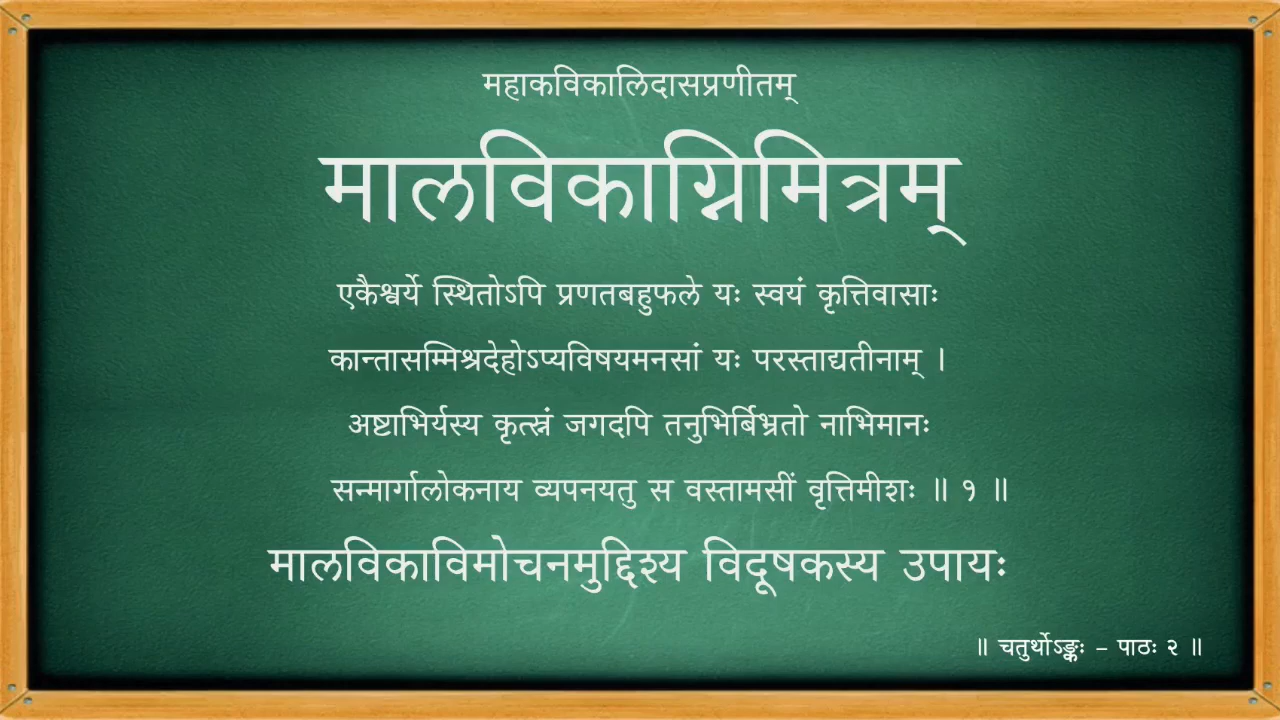 महाकविकालिदासप्रणीतम्
मालविकाग्निमित्रम्
एकैश्वर्ये स्थितोऽपि प्रणतबहुफले यः स्वयं कृत्तिवासाः
कान्तासम्मिश्रदेहोऽप्यविषयमनसां यः परस्ताद्यतीनाम् ।
अष्टाभिर्यस्य कृत्स्नं जगदपि तनुभिर्बिभ्रतो नाभिमानः
सन्मार्गालोकनाय व्यपनयतु स वस्तामसीं वृत्तिमीशः ॥ १ ॥
मालविकाविमोचनमुद्दिश्य विदूषकस्य उपायः
॥ चतुर्थोऽङ्कः – पाठः २ ॥